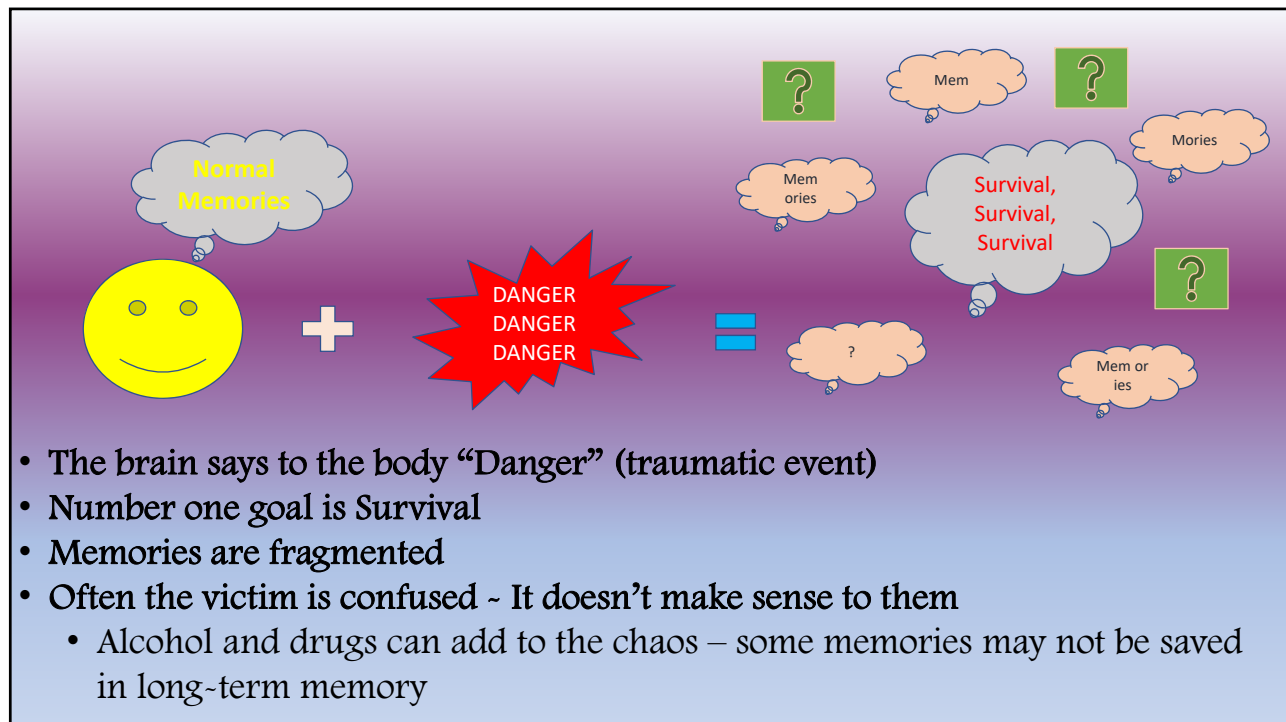 Normal
Memories
DANGER
DANGER
DANGER
?
Mem
?
Mories
Mem
ories
Survival,
Survival,
Survival
?
?
Mem or
ies
• The brain says to the body “Danger” (traumatic event)
• Number one goal is Survival
• Memories are fragmented
• Often the victim is confused - It doesn’t make sense to them
• Alcohol and drugs can add to the chaos – some memories may not be saved
in long-term memory